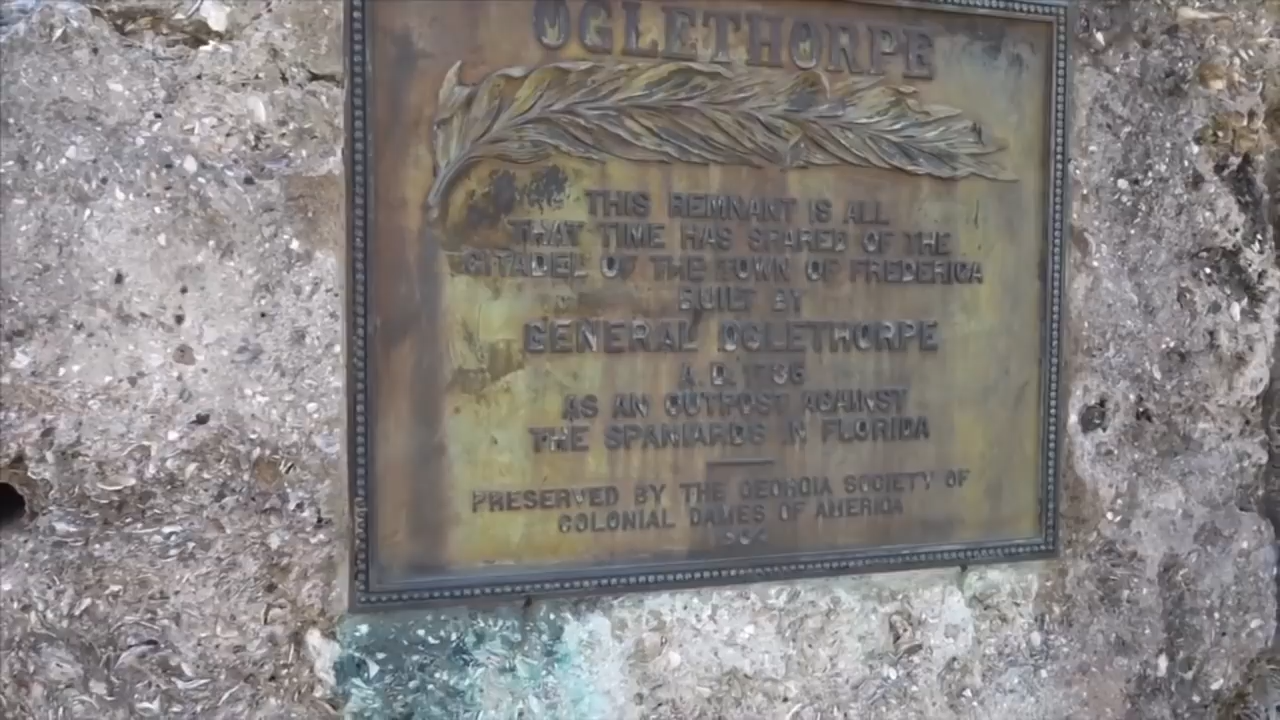 OGLETHORPE
THIS REMNANT IS ALL
THAT TIME HAS SPARED OF THE
CITADEL OF THE TOWN OF FREDERICA
BUILT BY
GENERAL OGLETHORPE
A. D. 1736
AS AN OUTPOST AGAINST
THE SPANIARDS IN FLORIDA
PRESERVED BY THE GEORGIA SOCIETY OF
COLONIAL DAMES OF AMERICA